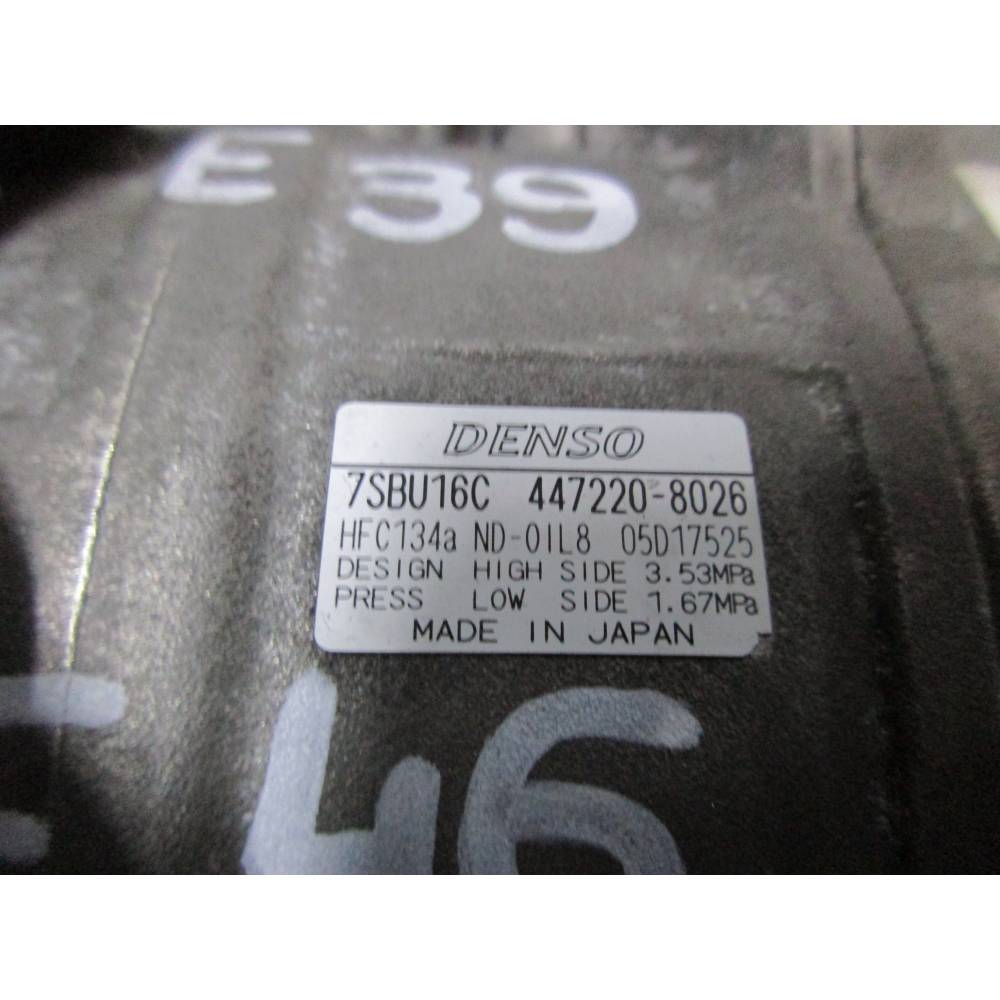 E 39
DENSO
7SBU16C 447220-8026
HFC134a ND-OIL8 05D17525
DESIGN HIGH SIDE 3.53MPa
PRESS LOW SIDE 1.67MPa
MADE IN JAPAN
E 46